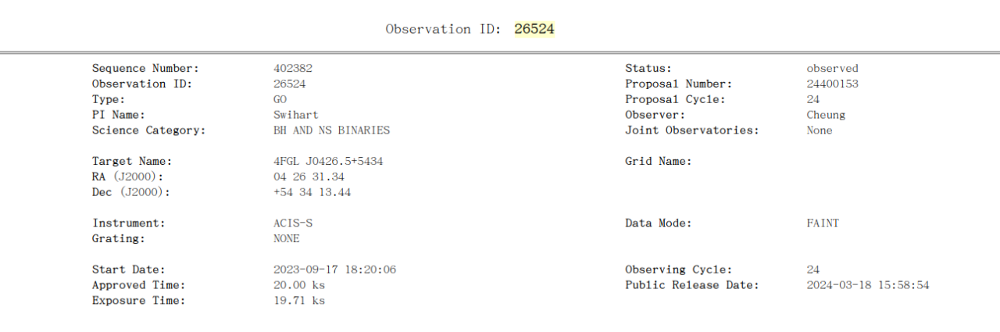 Observation ID: 26524
Sequence Number: 402382 Status: observed
Observation ID: 26524 Proposal Number: 24400153
Type: GO Proposal Cycle: 24
PI Name: Swihart Observer: Cheung
Science Category: BH AND NS BINARIES Joint Observatories: None
Target Name: 4FGL J0426.5+5434 Grid Name:
RA (J2000): 04 26 31.34
Dec (J2000): +54 34 13.44
Instrument: ACIS-S Data Mode: FAINT
Grating: NONE
Start Date: 2023-09-17 18:20:06 Observing Cycle: 24
Approved Time: 20.00 ks Public Release Date: 2024-03-18 15:58:54
Exposure Time: 19.71 ks